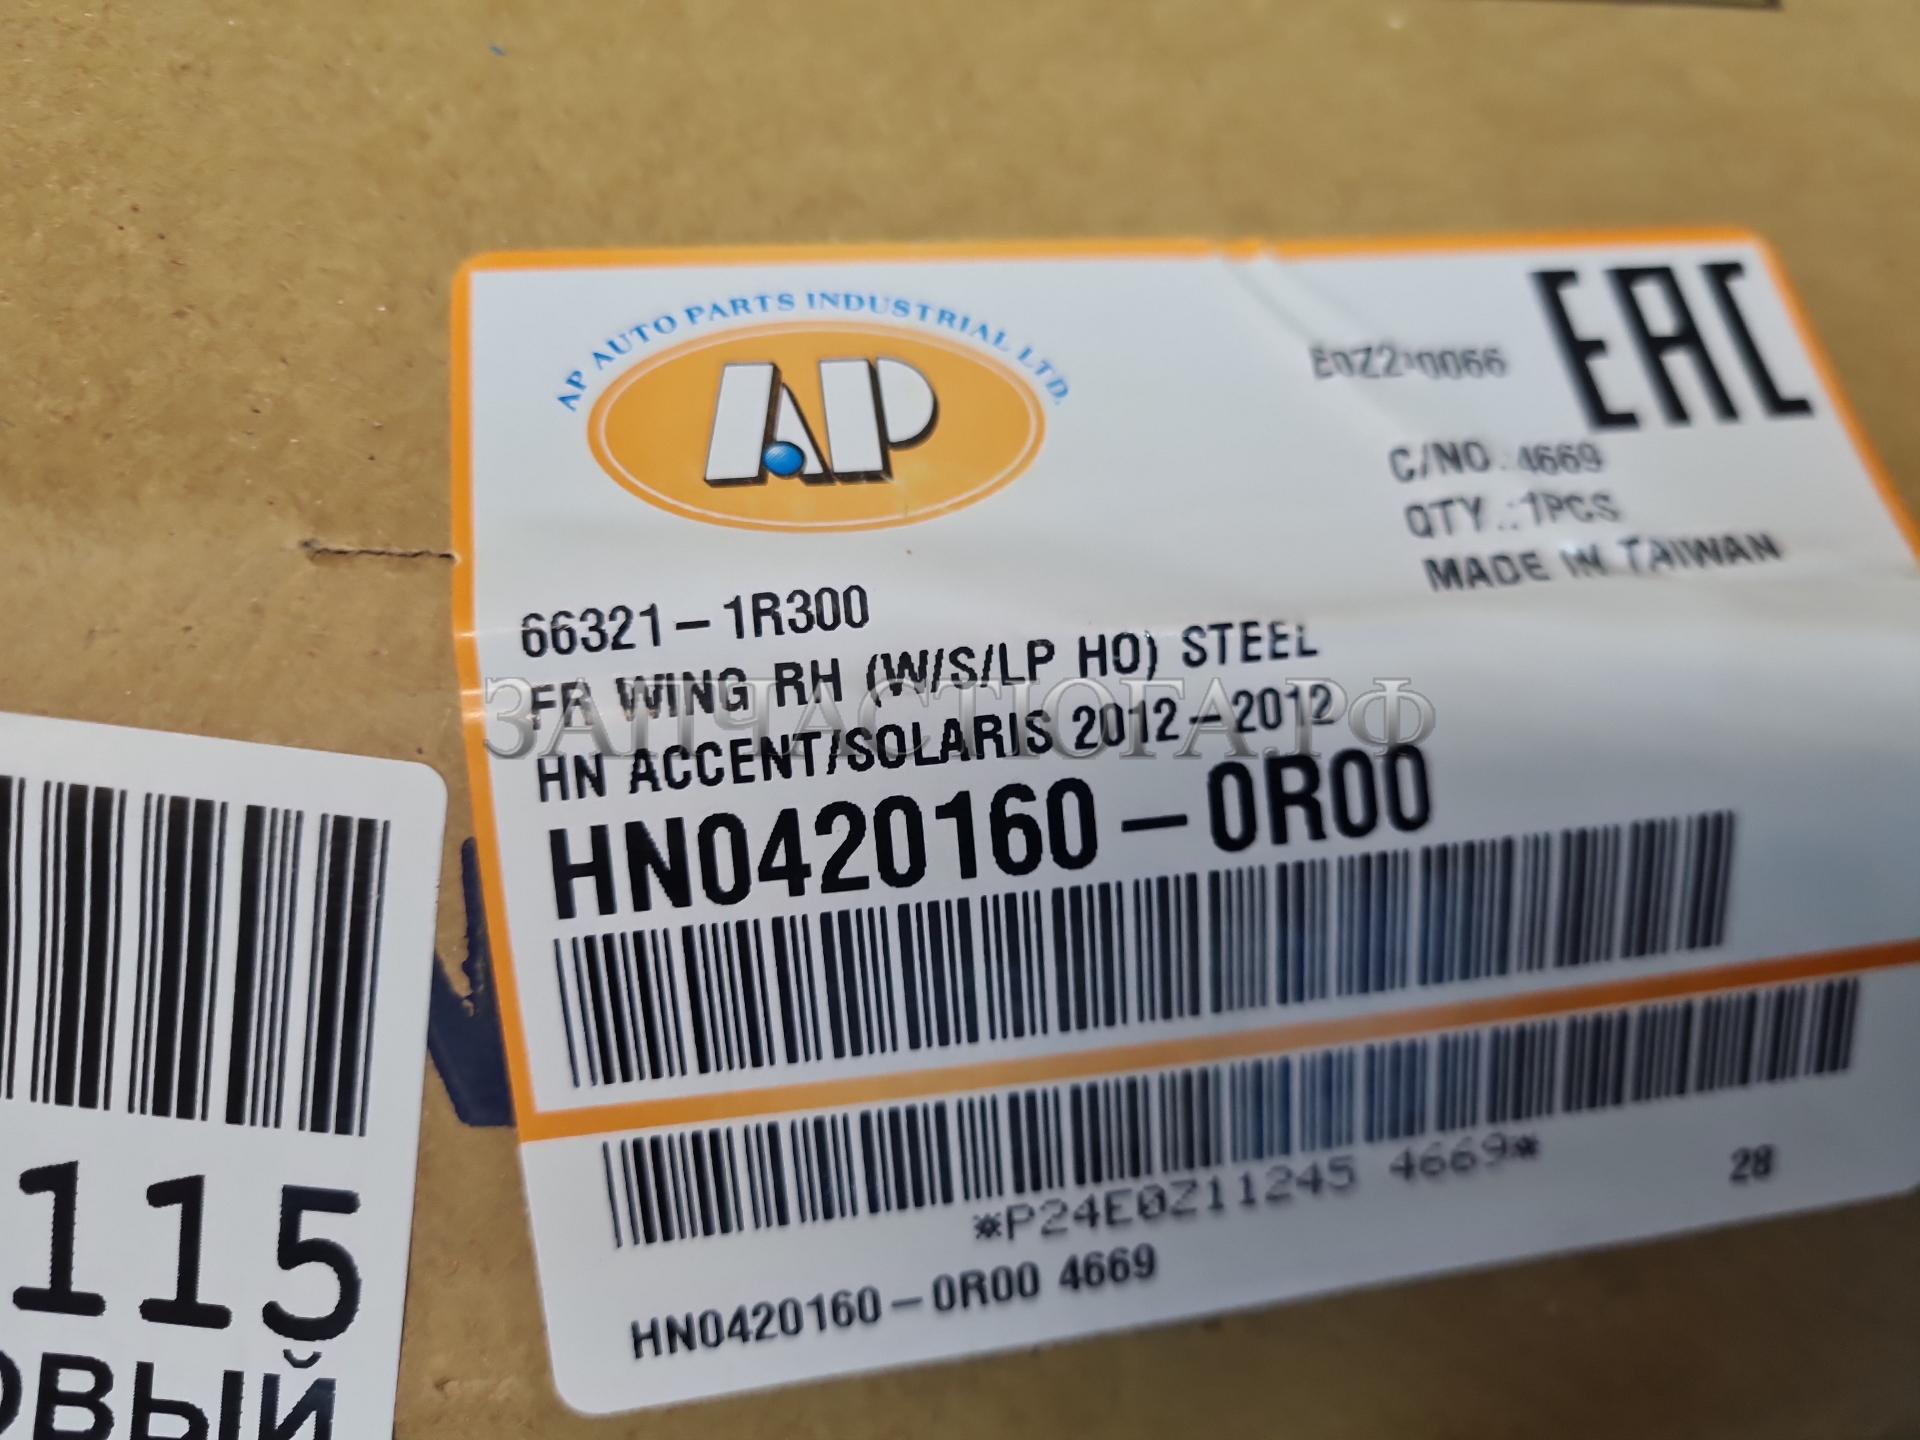 AP AUTO PARTS INDUSTRIAL LTD.
AP
EAC
C/NO.:4669
QTY.:1PCS
MADE IN TAIWAN
66321-1R300
FR WING RH (W/S/LP HO) STEEL
HN ACCENT/SOLARIS 2012-2012
ЗАПЧАСТЮГА.РФ
HN0420160-0R00
*P24E0Z11245 4669*
28
HN0420160-0R00 4669
115
ОВЫЙ